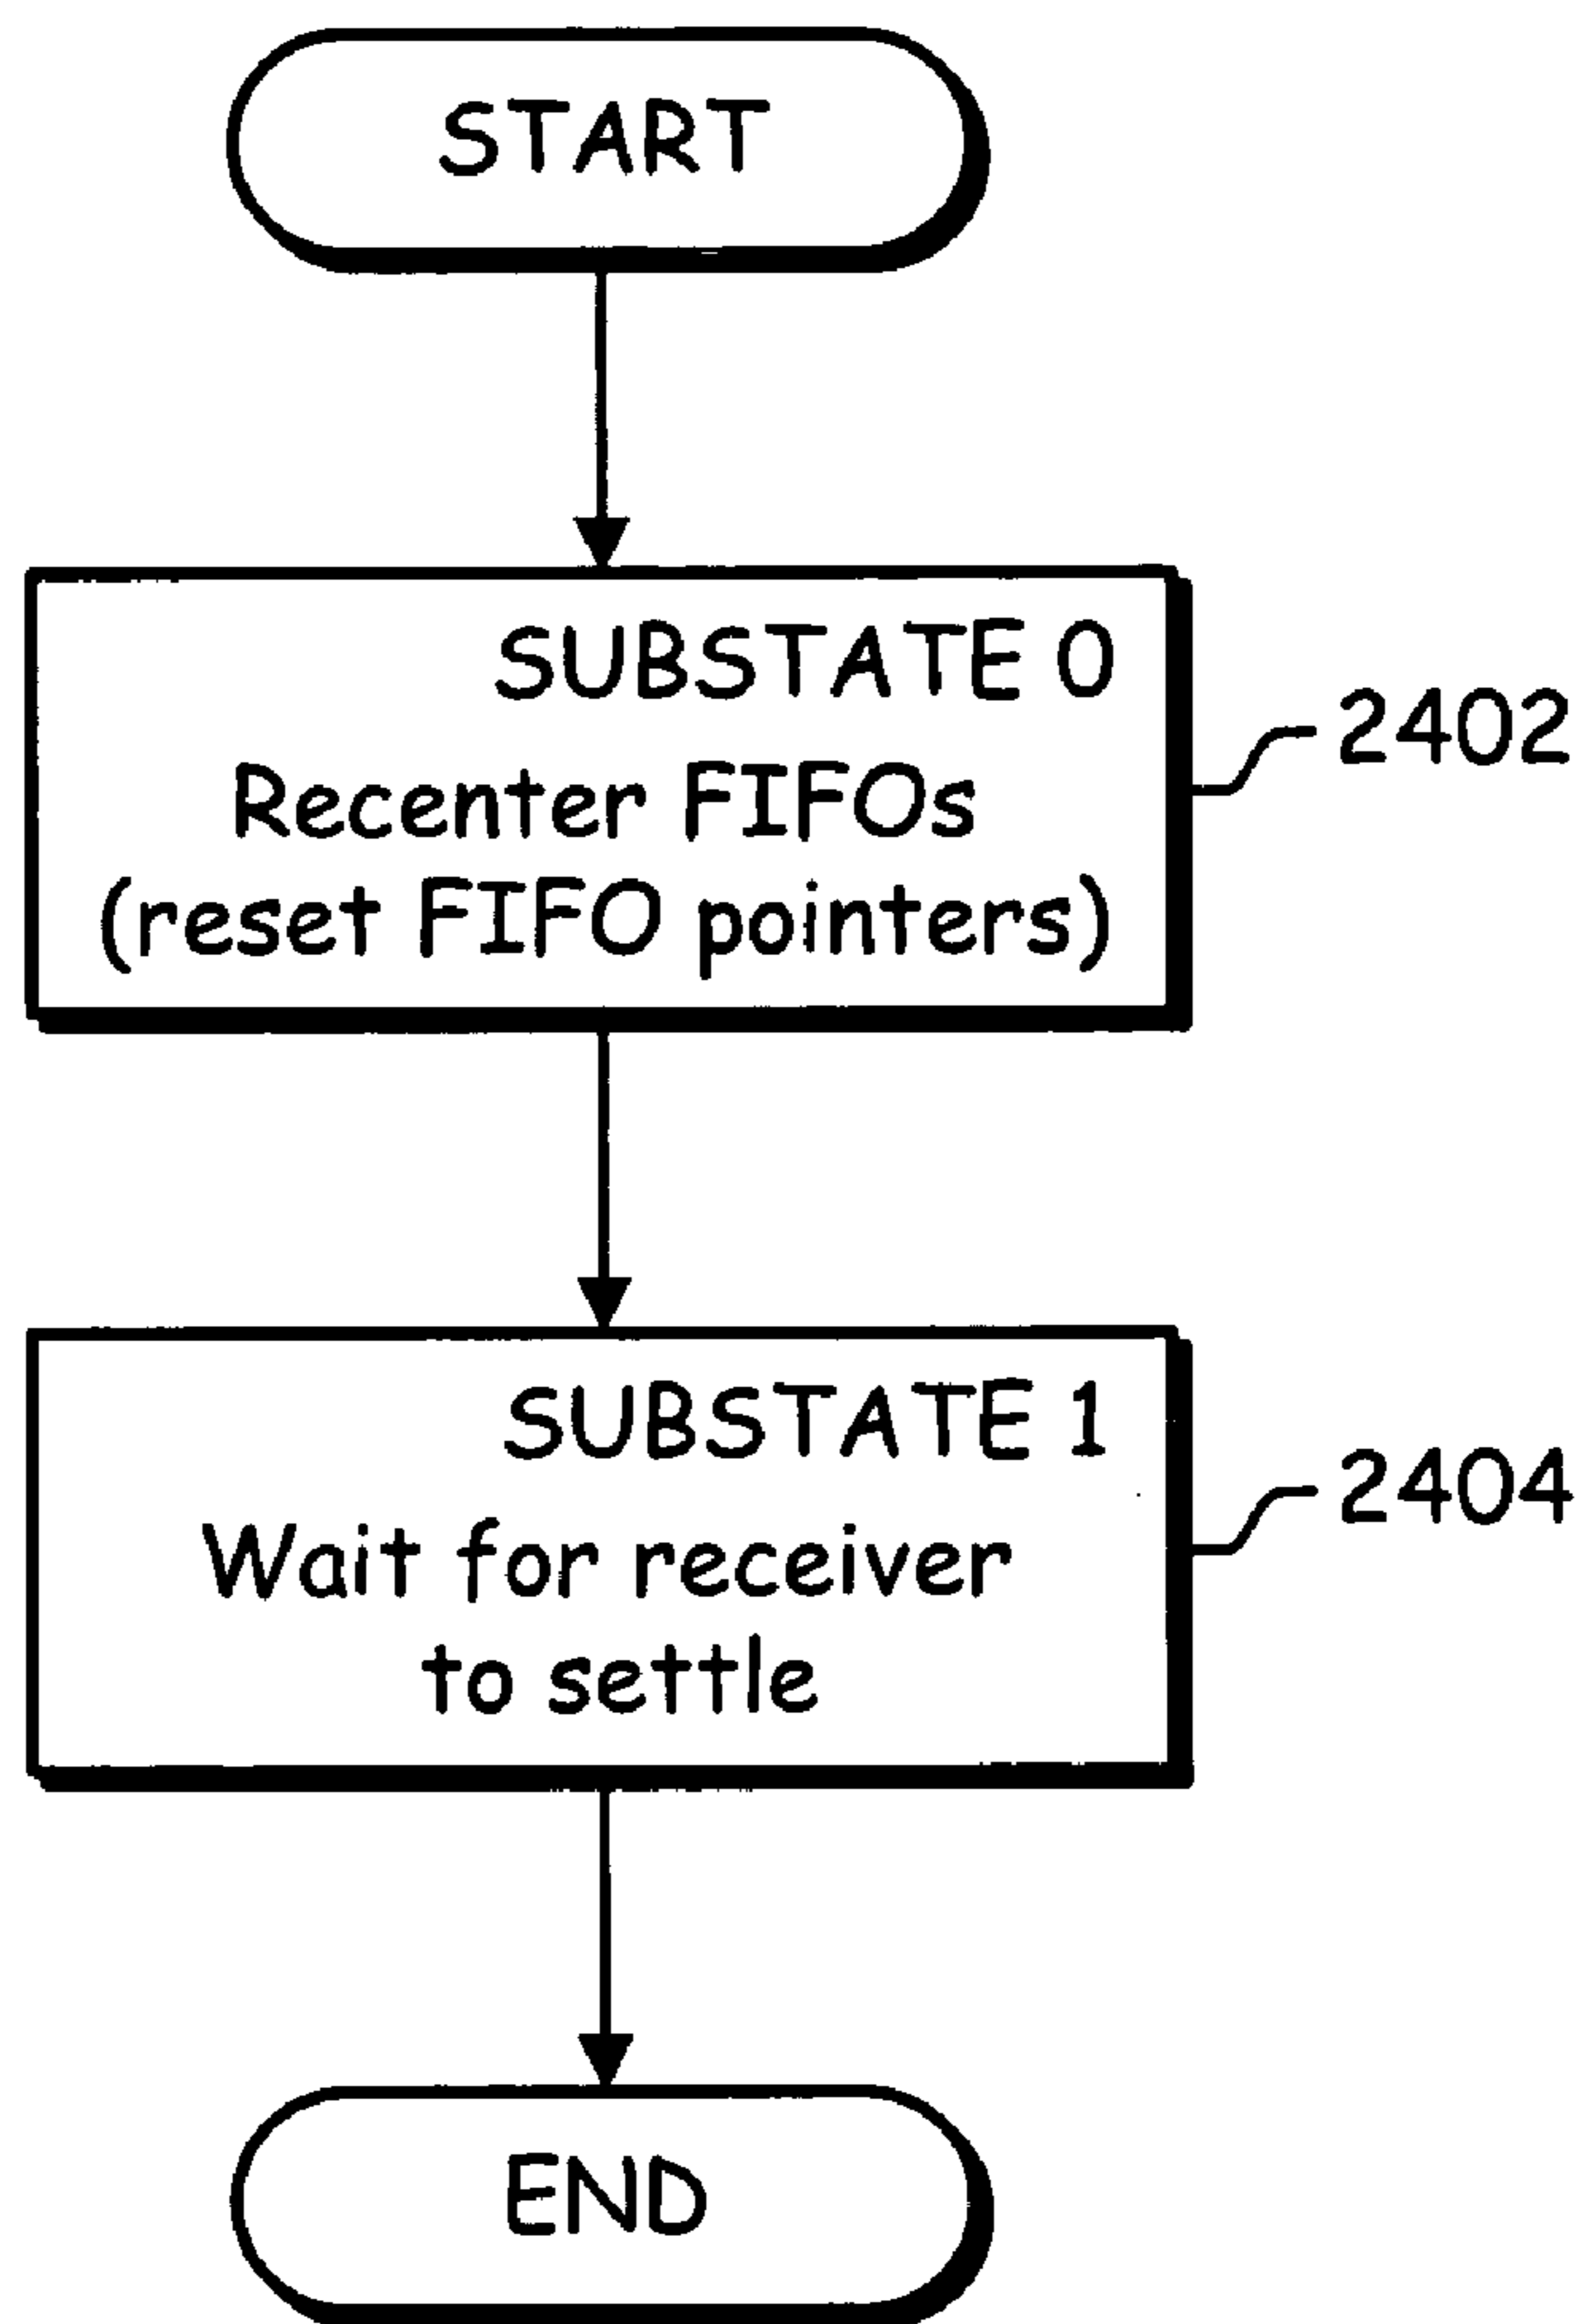 START
SUBSTATE 0
2402
Recenter FIFOs
(reset FIFO pointers)
SUBSTATE 1
2404
Wait for receiver
to settle
END